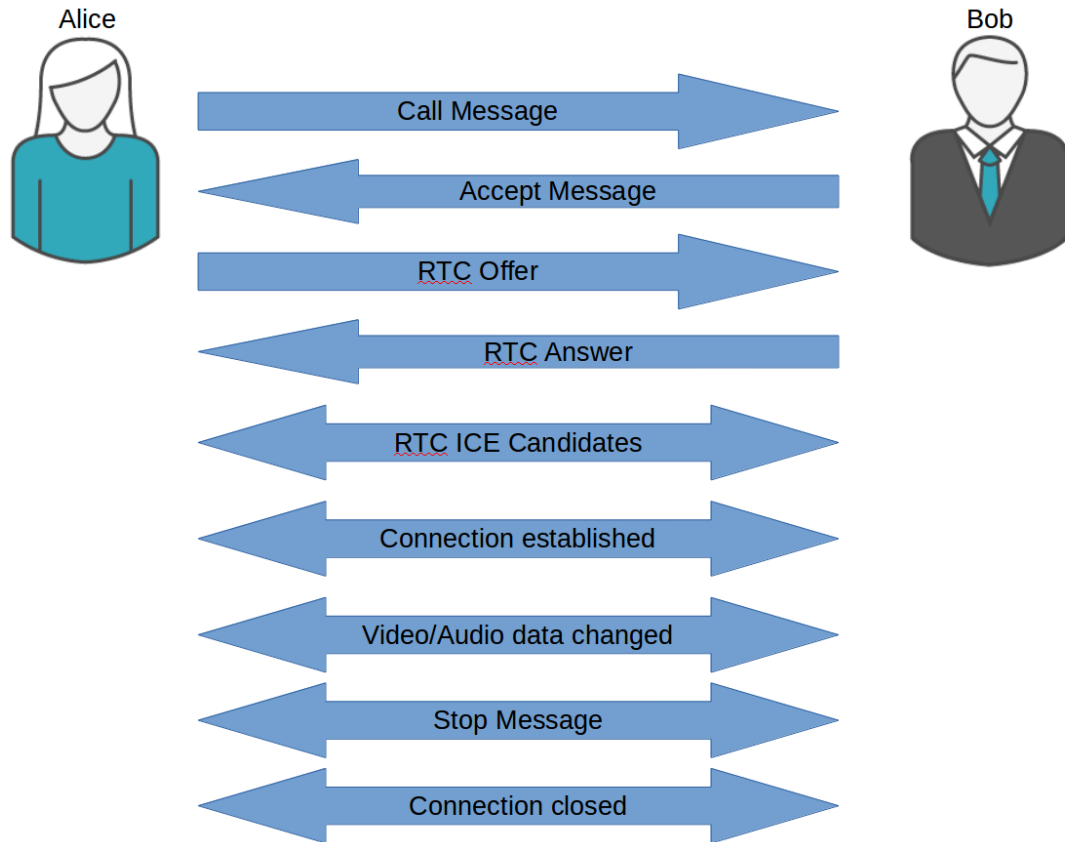 Alice
Bob
Call Message
Accept Message
RTC Offer
RTC Answer
RTC ICE Candidates
Connection established
Video/Audio data changed
Stop Message
Connection closed